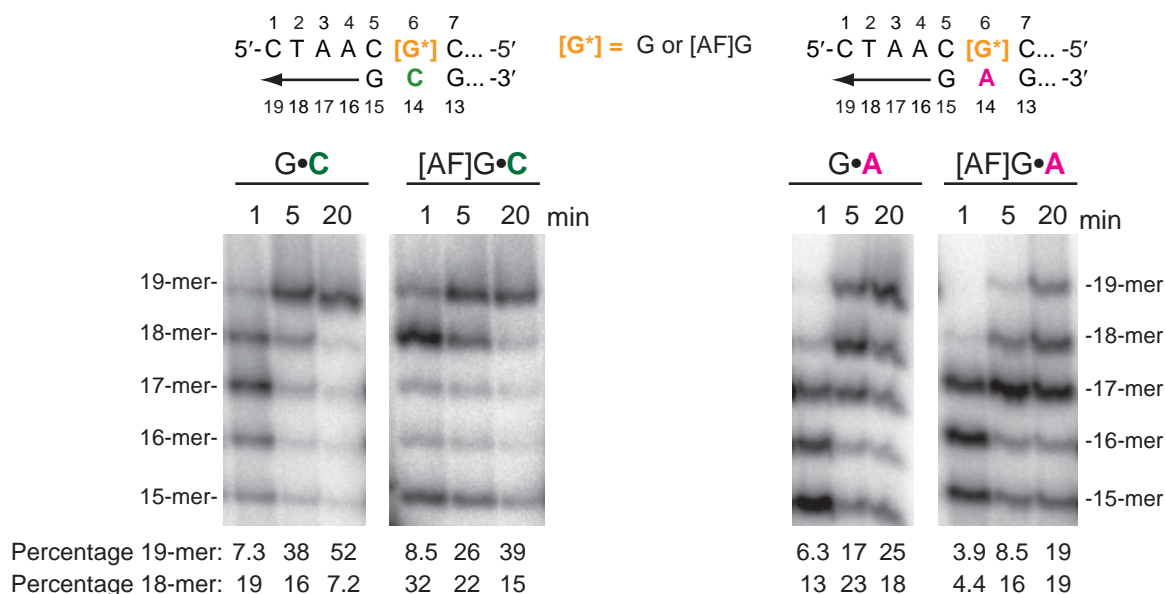 1 2 3 4 5 6 7
5′-C T A A C [G*] C... -5′
G C G... -3′
19 18 17 16 15 14 13
[G*] = G or [AF]G
1 2 3 4 5 6 7
5′-C T A A C [G*] C... -5′
G A G... -3′
19 18 17 16 15 14 13
G•C [AF]G•C G•A [AF]G•A
1 5 20 1 5 20 min 1 5 20 1 5 20 min
19-mer- -19-mer
18-mer- -18-mer
17-mer- -17-mer
16-mer- -16-mer
15-mer- -15-mer
Percentage 19-mer: 7.3 38 52 8.5 26 39 6.3 17 25 3.9 8.5 19
Percentage 18-mer: 19 16 7.2 32 22 15 13 23 18 4.4 16 19